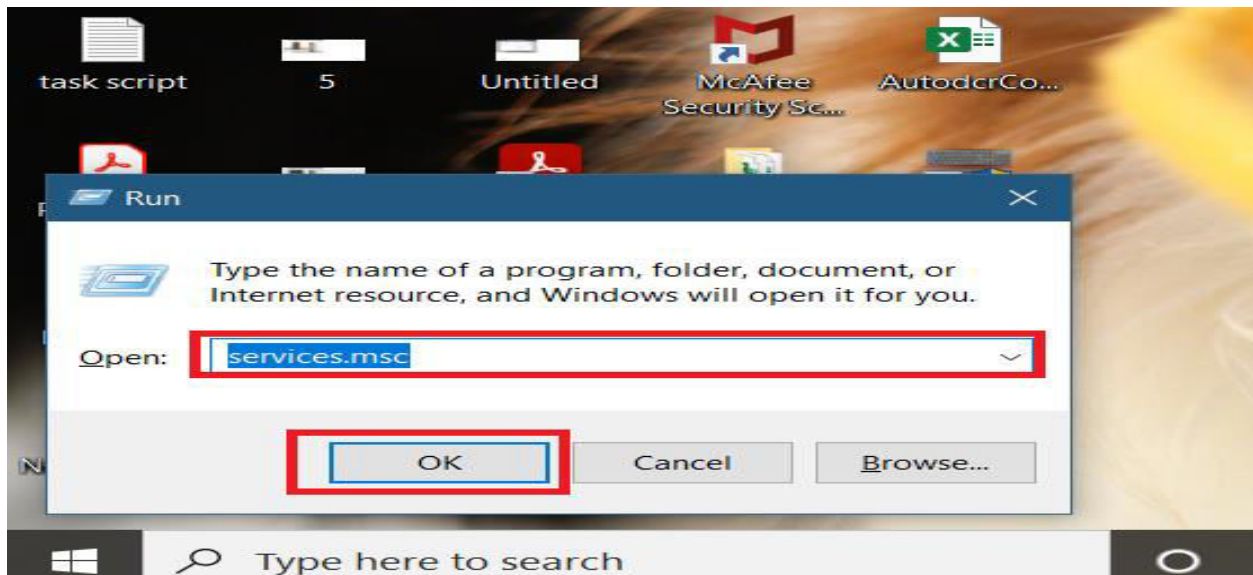 task script
5
Untitled
McAfee
Security Sc...
AutodcrCo...
Run
Type the name of a program, folder, document, or
Internet resource, and Windows will open it for you.
Open:
services.msc
OK
Cancel
Browse...
Type here to search